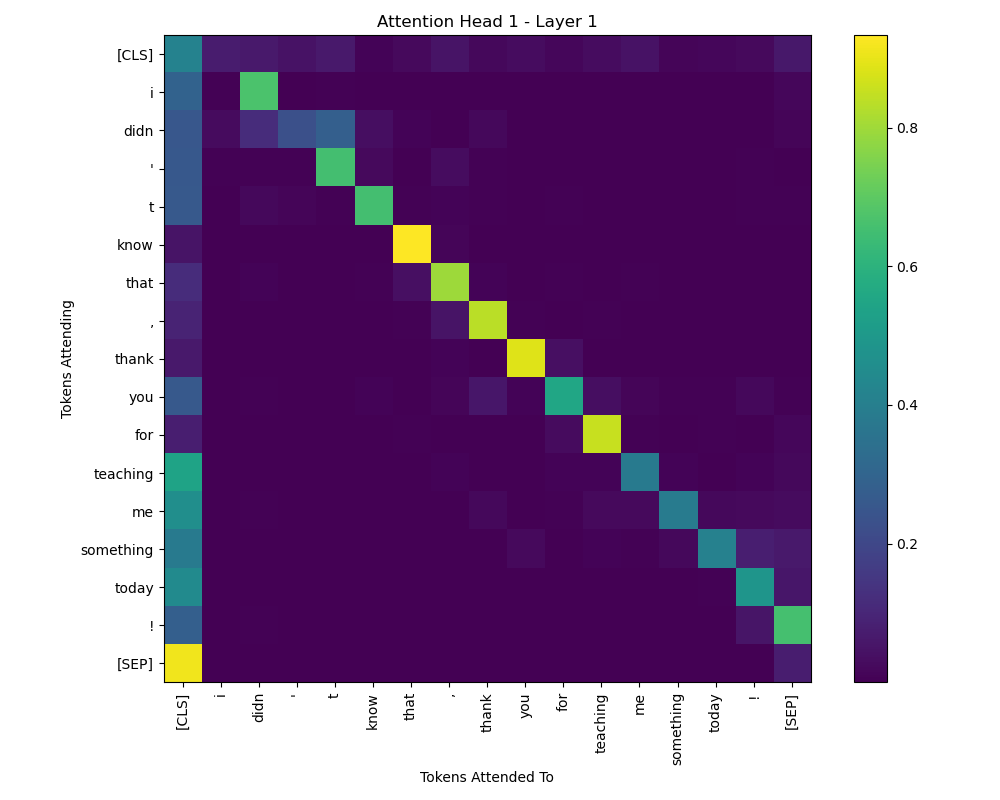 Attention Head 1 - Layer 1
[CLS]
i
didn
'
t
know
that
,
thank
you
for
teaching
me
something
today
!
[SEP]
Tokens Attending
[CLS]
i
didn
'
t
know
that
,
thank
you
for
teaching
me
something
today
!
[SEP]
Tokens Attended To
0.8
0.6
0.4
0.2